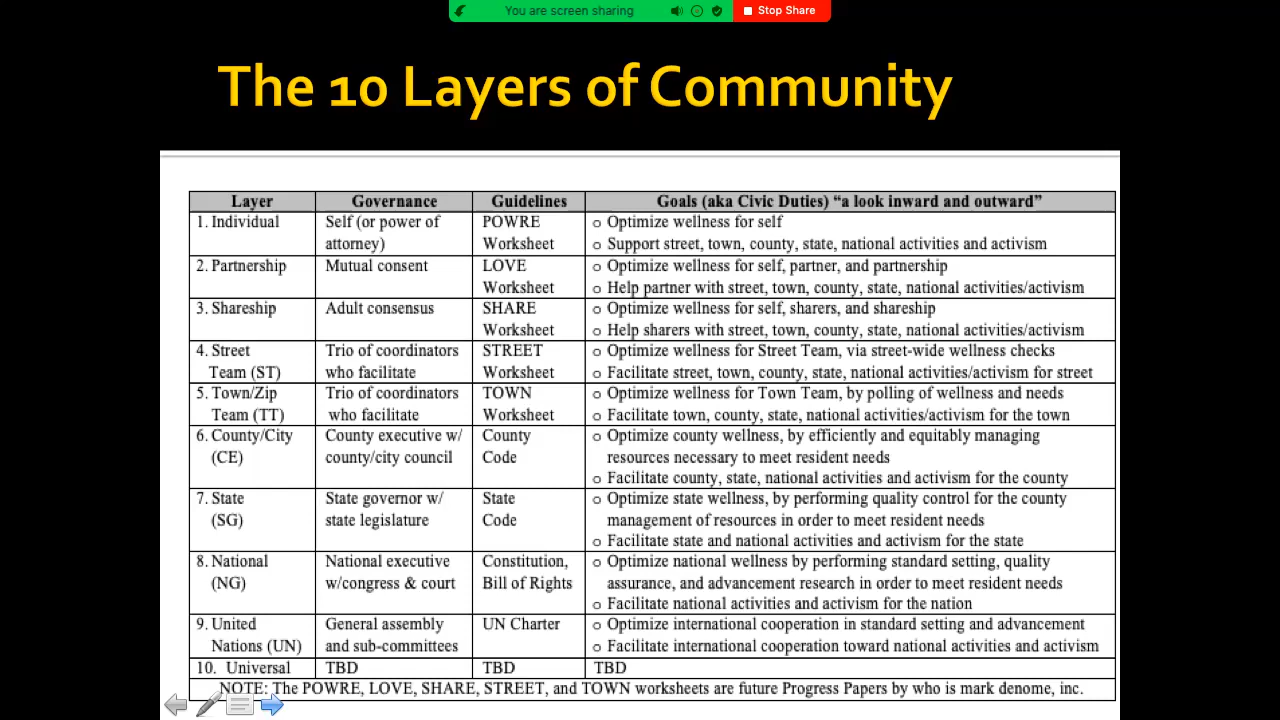 You are screen sharing
Stop Share
The 10 Layers of Community
Layer Governance Guidelines Goals (aka Civic Duties) “a look inward and outward”
1. Individual Self (or power of POWRE o Optimize wellness for self
attorney) Worksheet o Support street, town, county, state, national activities and activism
2. Partnership Mutual consent LOVE o Optimize wellness for self, partner, and partnership
Worksheet o Help partner with street, town, county, state, national activities/activism
3. Shareship Adult consensus SHARE o Optimize wellness for self, sharers, and shareship
Worksheet o Help sharers with street, town, county, state, national activities/activism
4. Street Trio of coordinators STREET o Optimize wellness for Street Team, via street-wide wellness checks
Team (ST) who facilitate Worksheet o Facilitate street, town, county, state, national activities/activism for street
5. Town/Zip Trio of coordinators TOWN o Optimize wellness for Town Team, by polling of wellness and needs
Team (TT) who facilitate Worksheet o Facilitate town, county, state, national activities/activism for the town
6. County/City County executive w/ County o Optimize county wellness, by efficiently and equitably managing
(CE) county/city council Code resources necessary to meet resident needs
o Facilitate county, state, national activities and activism for the county
7. State State governor w/ State o Optimize state wellness, by performing quality control for the county
(SG) state legislature Code management of resources in order to meet resident needs
o Facilitate state and national activities and activism for the state
8. National National executive Constitution, o Optimize national wellness by performing standard setting, quality
(NG) w/congress & court Bill of Rights assurance, and advancement research in order to meet resident needs
o Facilitate national activities and activism for the nation
9. United General assembly UN Charter o Optimize international cooperation in standard setting and advancement
Nations (UN) and sub-committees o Facilitate international cooperation toward national activities and activism
10. Universal TBD TBD TBD
NOTE: The POWRE, LOVE, SHARE, STREET, and TOWN worksheets are future Progress Papers by who is mark denome, inc.